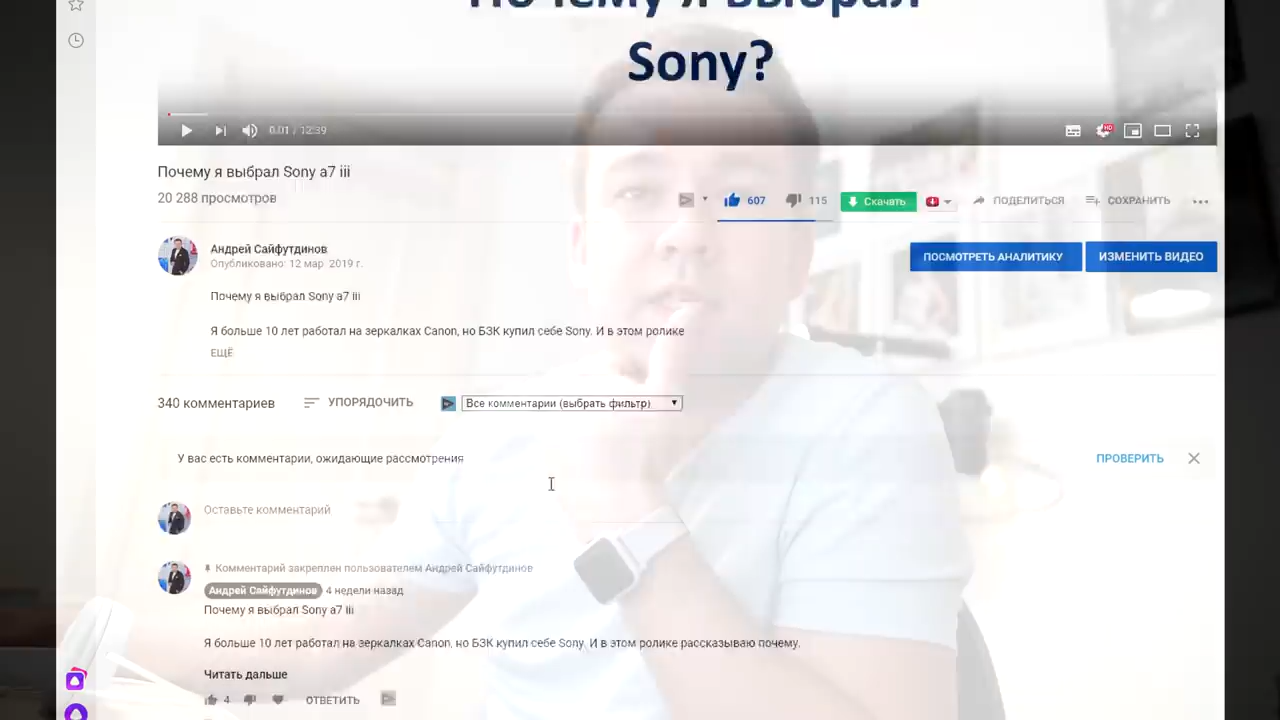 Почему я выбрал
Sony?
0:01 / 12:39
HD
Почему я выбрал Sony a7 iii
20 288 просмотров
607
115
Скачать
ПОДЕЛИТЬСЯ
СОХРАНИТЬ
Андрей Сайфутдинов
Опубликовано: 12 мар. 2019 г.
ПОСМОТРЕТЬ АНАЛИТИКУ
ИЗМЕНИТЬ ВИДЕО
Почему я выбрал Sony a7 iii
Я больше 10 лет работал на зеркалках Canon, но БЗК купил себе Sony. И в этом ролике
ЕЩЁ
340 комментариев
УПОРЯДОЧИТЬ
Все комментарии (выбрать фильтр)
У вас есть комментарии, ожидающие рассмотрения
ПРОВЕРИТЬ
Оставьте комментарий
Комментарий закреплен пользователем Андрей Сайфутдинов
Андрей Сайфутдинов 4 недели назад
Почему я выбрал Sony a7 iii
Я больше 10 лет работал на зеркалках Canon, но БЗК купил себе Sony. И в этом ролике рассказываю почему.
Читать дальше
4
ОТВЕТИТЬ